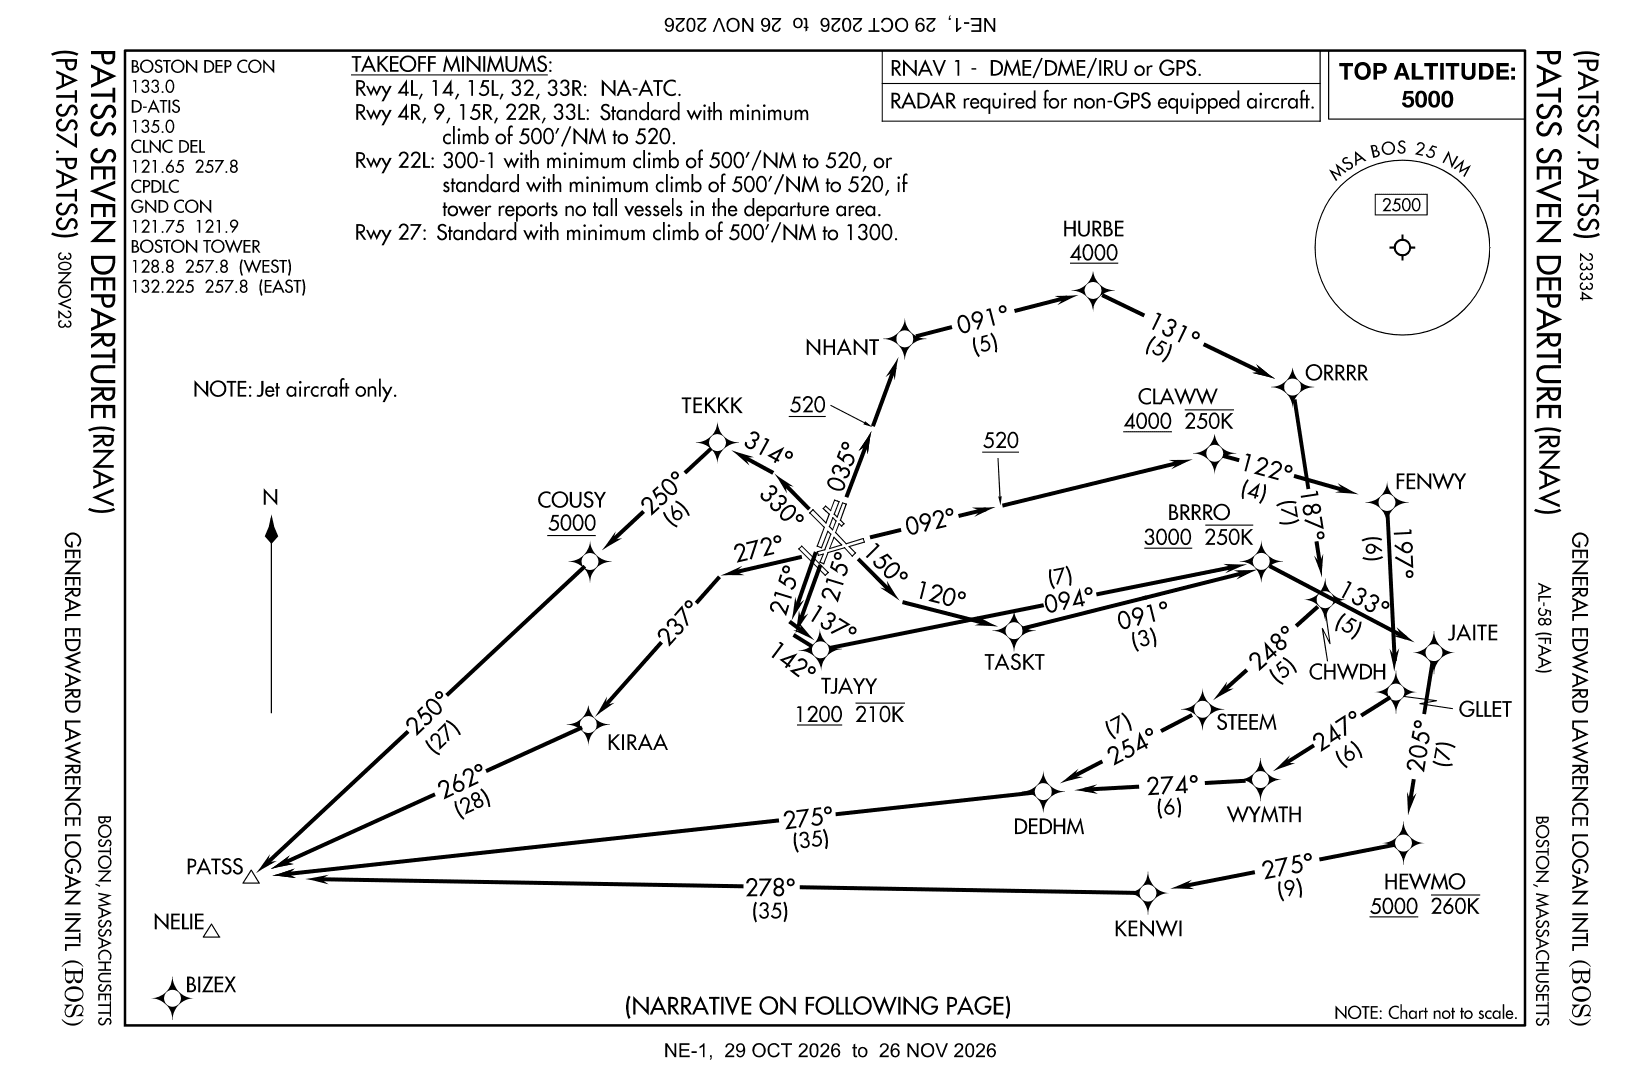 NE-1, 29 OCT 2026 to 26 NOV 2026
(PATSS7.PATSS) 30NOV23
PATSS SEVEN DEPARTURE (RNAV)
GENERAL EDWARD LAWRENCE LOGAN INTL (BOS)
BOSTON, MASSACHUSETTS
BOSTON DEP CON
133.0
D-ATIS
135.0
CLNC DEL
121.65 257.8
CPDLC
GND CON
121.75 121.9
BOSTON TOWER
128.8 257.8 (WEST)
132.225 257.8 (EAST)
TAKEOFF MINIMUMS:
Rwy 4L, 14, 15L, 32, 33R: NA-ATC.
Rwy 4R, 9, 15R, 22R, 33L: Standard with minimum
climb of 500'/NM to 520.
Rwy 22L: 300-1 with minimum climb of 500'/NM to 520, or
standard with minimum climb of 500'/NM to 520, if
tower reports no tall vessels in the departure area.
Rwy 27: Standard with minimum climb of 500'/NM to 1300.
RNAV 1 - DME/DME/IRU or GPS.
RADAR required for non-GPS equipped aircraft.
TOP ALTITUDE:
5000
MSA BOS 25 NM
2500
NOTE: Jet aircraft only.
HURBE
4000
NHANT
091°
(5)
131°
(5)
ORRRR
CLAWW
4000 250K
TEKKK
520
520
314°
035°
250°
(6)
330°
COUSY
5000
N
092°
122°
(4)
187°
(7)
FENWY
BRRRO
3000 250K
272°
150°
197°
(6)
215°
215°
120°
(7)
094°
133°
(5)
091°
(3)
137°
142°
237°
TASKT
JAITE
TJAYY
1200 210K
248°
(5)
CHWDH
GLLET
STEEM
KIRAA
250°
(27)
(7)
254°
247°
(6)
205°
(7)
262°
(28)
274°
(6)
WYMTH
275°
(35)
DEDHM
PATSS
278°
(35)
275°
(9)
HEWMO
5000 260K
KENWI
NELIE
BIZEX
(NARRATIVE ON FOLLOWING PAGE)
NOTE: Chart not to scale.
PATSS SEVEN DEPARTURE (RNAV)
(PATSS7.PATSS) 23334
GENERAL EDWARD LAWRENCE LOGAN INTL (BOS)
AL-58 (FAA)
BOSTON, MASSACHUSETTS
NE-1, 29 OCT 2026 to 26 NOV 2026